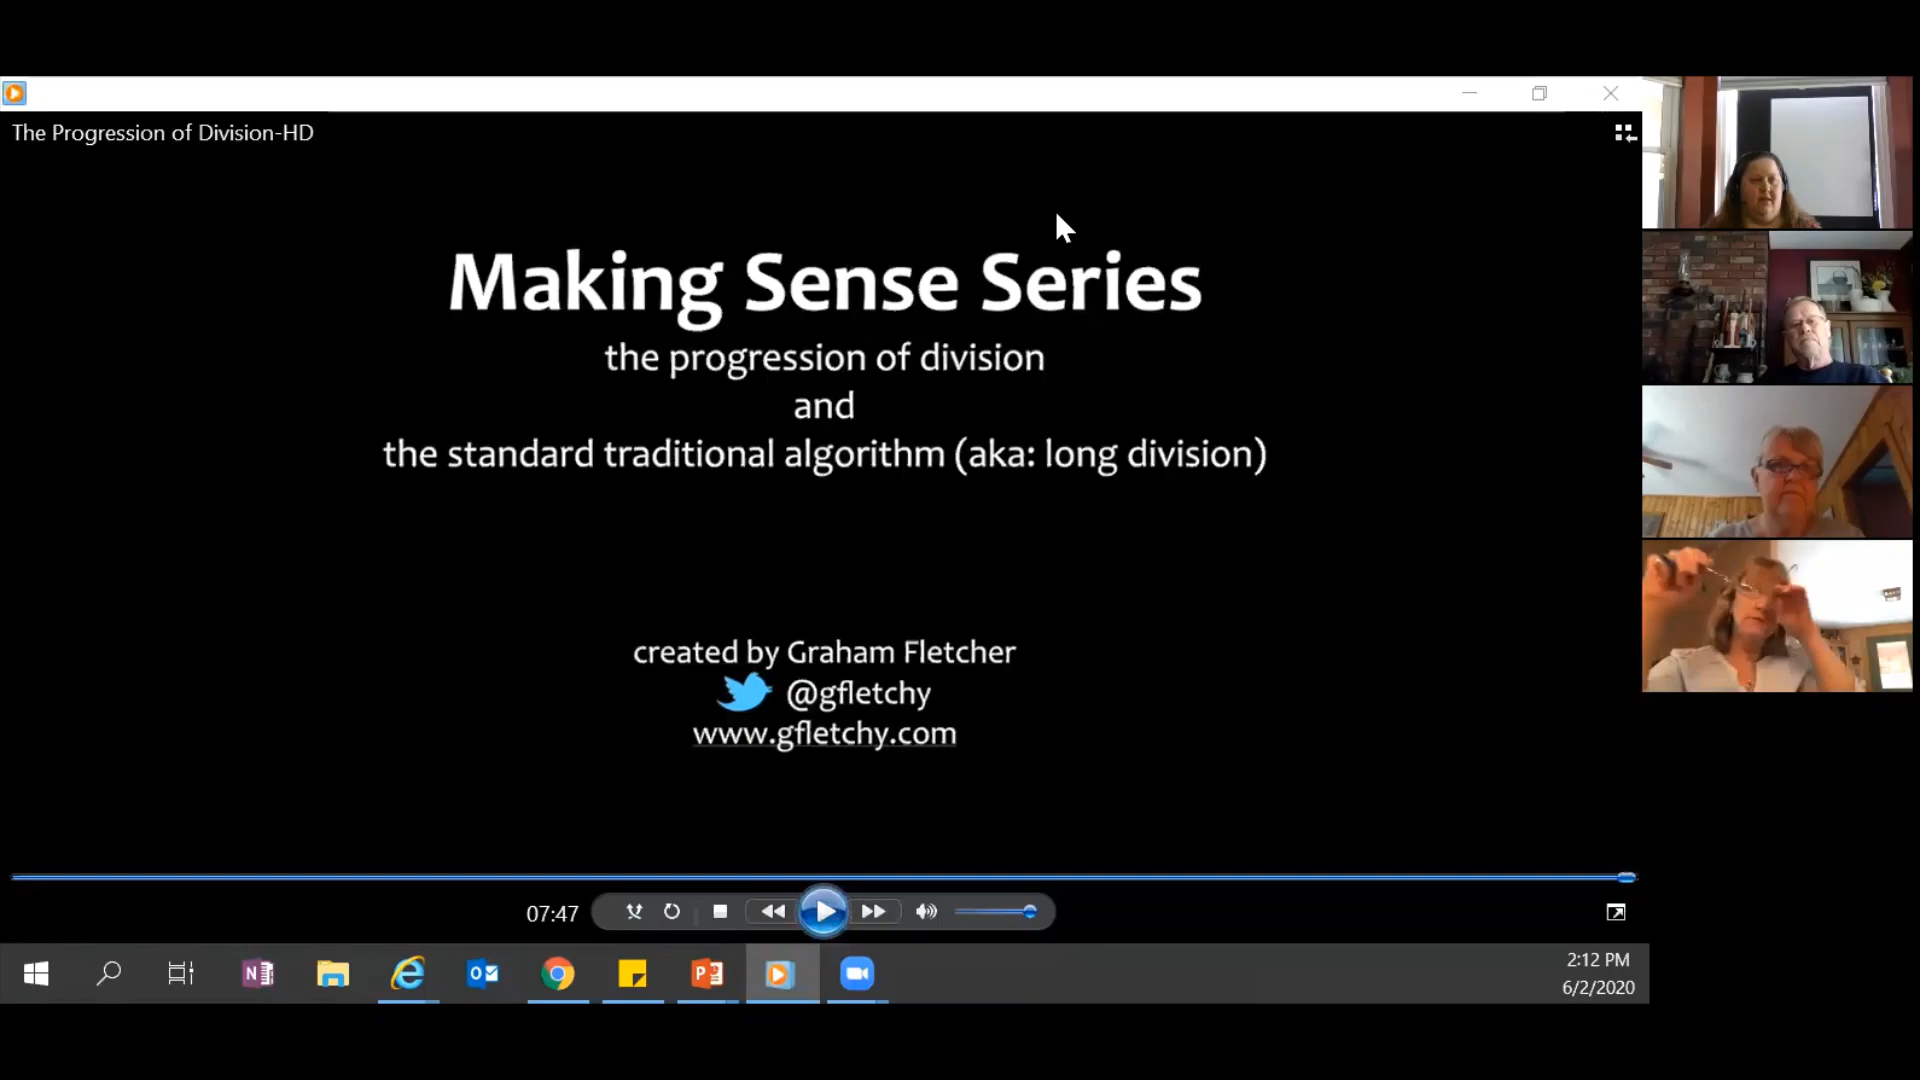 The Progression of Division-HD
Making Sense Series
the progression of division
and
the standard traditional algorithm (aka: long division)
created by Graham Fletcher
@gfletchy
www.gfletchy.com
07:47
2:12 PM
6/2/2020